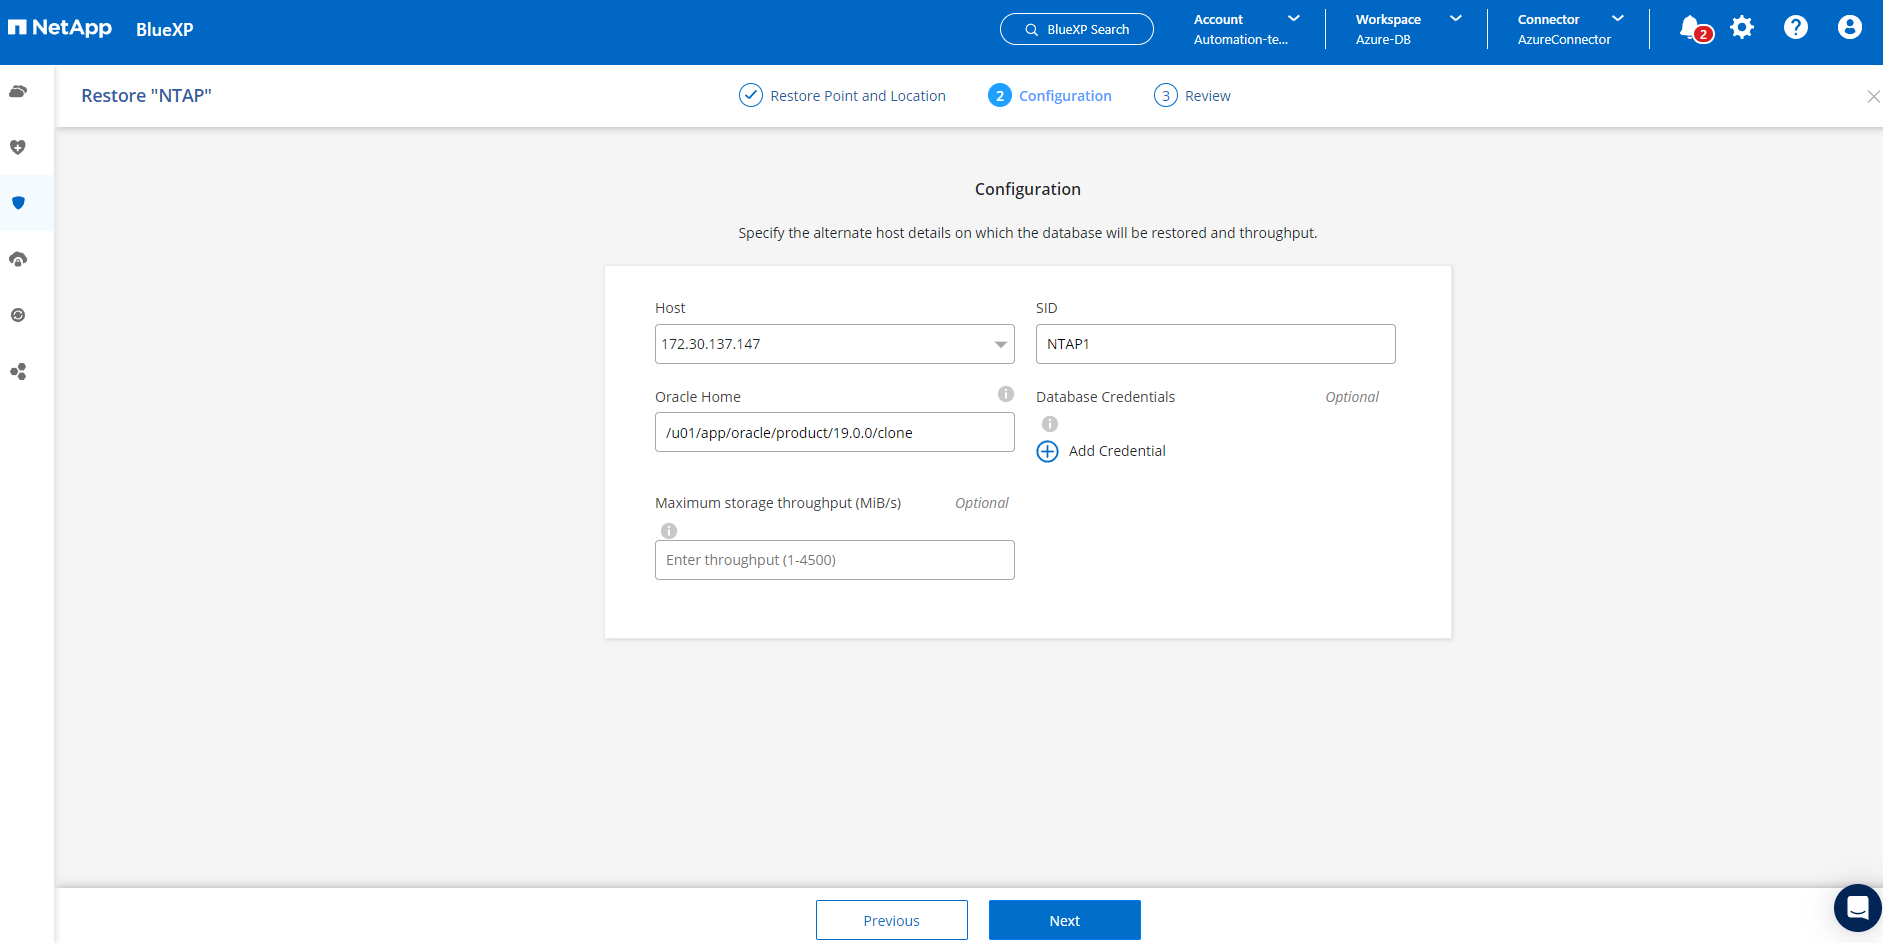 NetApp BlueXP
BlueXP Search
Account
Automation-te...
Workspace
Azure-DB
Connector
AzureConnector
2
Restore "NTAP"
Restore Point and Location
2 Configuration
3 Review
Configuration
Specify the alternate host details on which the database will be restored and throughput.
Host
172.30.137.147
SID
NTAP1
Oracle Home
/u01/app/oracle/product/19.0.0/clone
Database Credentials Optional
Add Credential
Maximum storage throughput (MiB/s) Optional
Enter throughput (1-4500)
Previous
Next